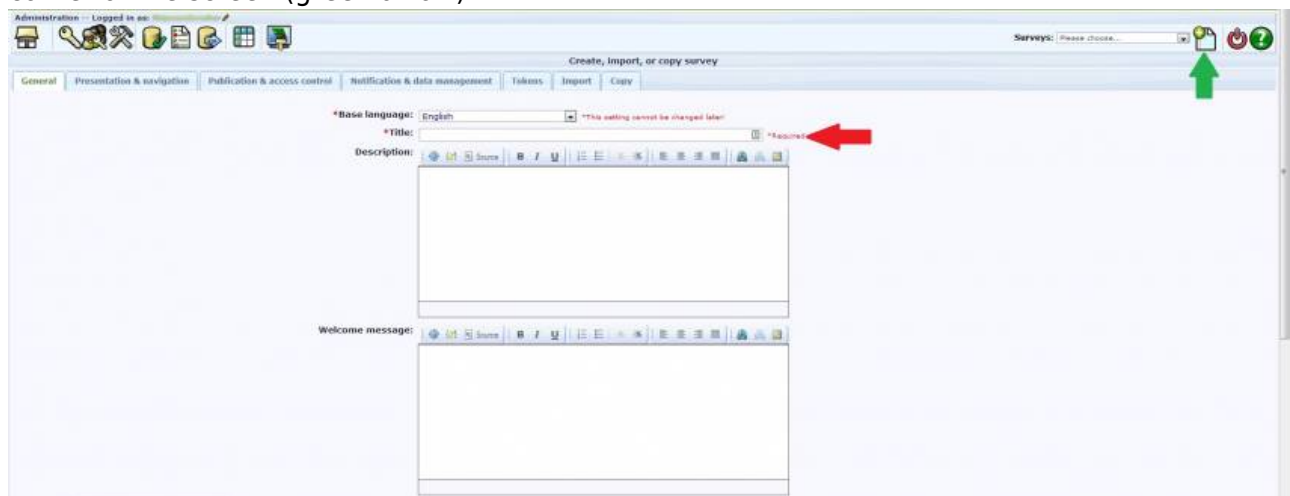 Administration -- Logged in as:
Surveys: Please choose...
Create, import, or copy survey
General Presentation & navigation Publication & access control Notification & data management Tokens Import Copy
*Base language: English *This setting cannot be changed later!
*Title: *Required
Description:
Source B I U
Welcome message:
Source B I U